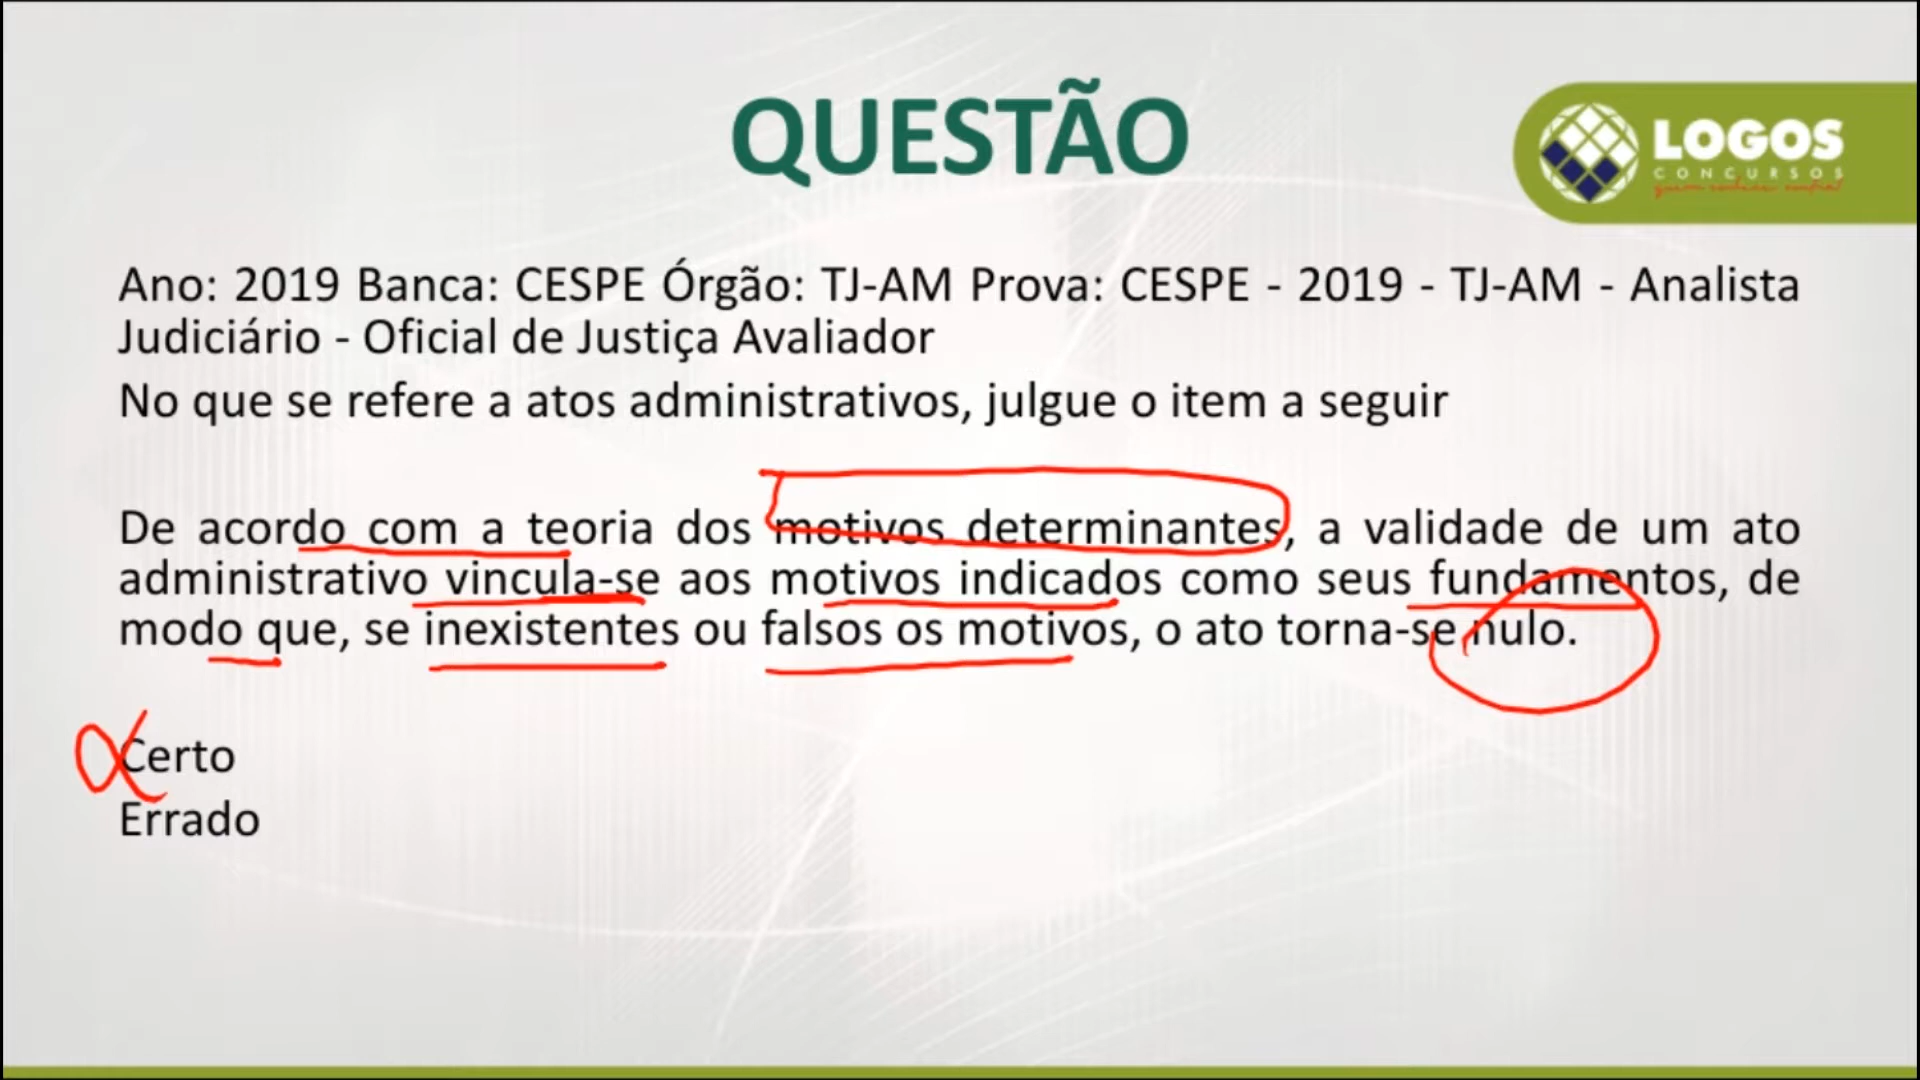 QUESTÃO
LOGOS
CONCURSOS
Ano: 2019 Banca: CESPE Órgão: TJ-AM Prova: CESPE - 2019 - TJ-AM - Analista
Judiciário - Oficial de Justiça Avaliador
No que se refere a atos administrativos, julgue o item a seguir
De acordo com a teoria dos motivos determinantes, a validade de um ato
administrativo vincula-se aos motivos indicados como seus fundamentos, de
modo que, se inexistentes ou falsos os motivos, o ato torna-se nulo.
Certo
Errado